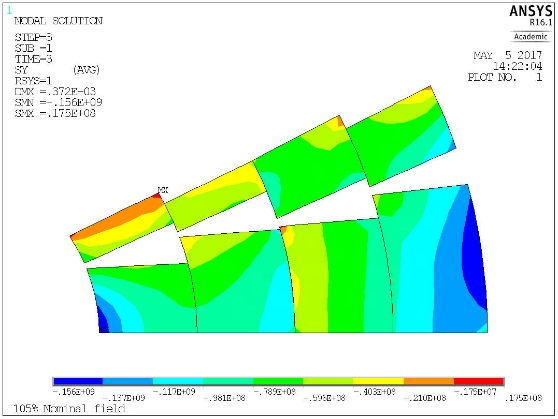 1
NODAL SOLUTION
STEP=3
SUB =1
TIME=3
SY (AVG)
RSYS=1
DMX =.372E-03
SMN =-.156E+09
SMX =.175E+08
ANSYS
R16.1
Academic
MAY 5 2017
14:22:04
PLOT NO. 1
MX
-.156E+09
-.137E+09
-.117E+09
-.981E+08
-.789E+08
-.596E+08
-.403E+08
-.210E+08
-.175E+07
.175E+08
105% Nominal field